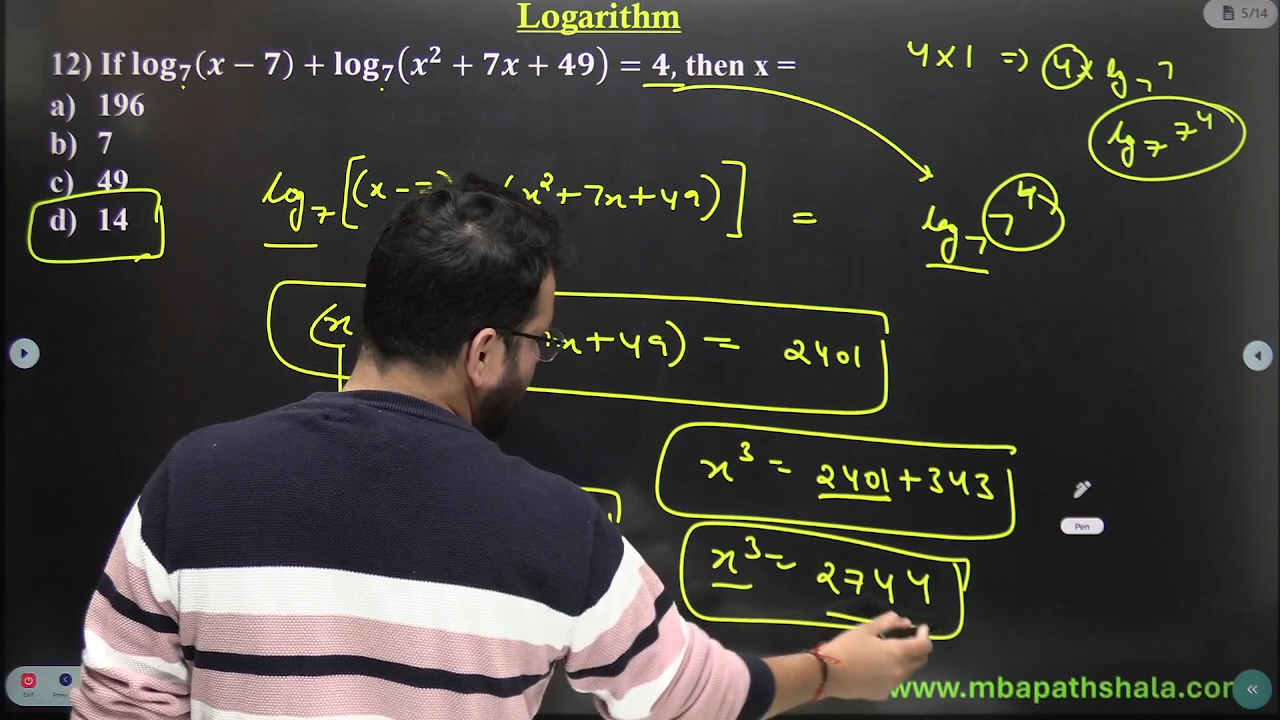 Logarithm
5/14
12) If log₇(x − 7) + log₇(x² + 7x + 49) = 4, then x =
4 × 1 ⇒ 4 × log₇ 7
log₇ 7⁴
a) 196
b) 7
c) 49
d) 14
log₇ [(x − 7) (x² + 7x + 49)] = log₇ 7⁴
(x x + 49) = 2401
x³ = 2401 + 343
x³ = 2744
Pen
Exit
www.mbapathshala.com